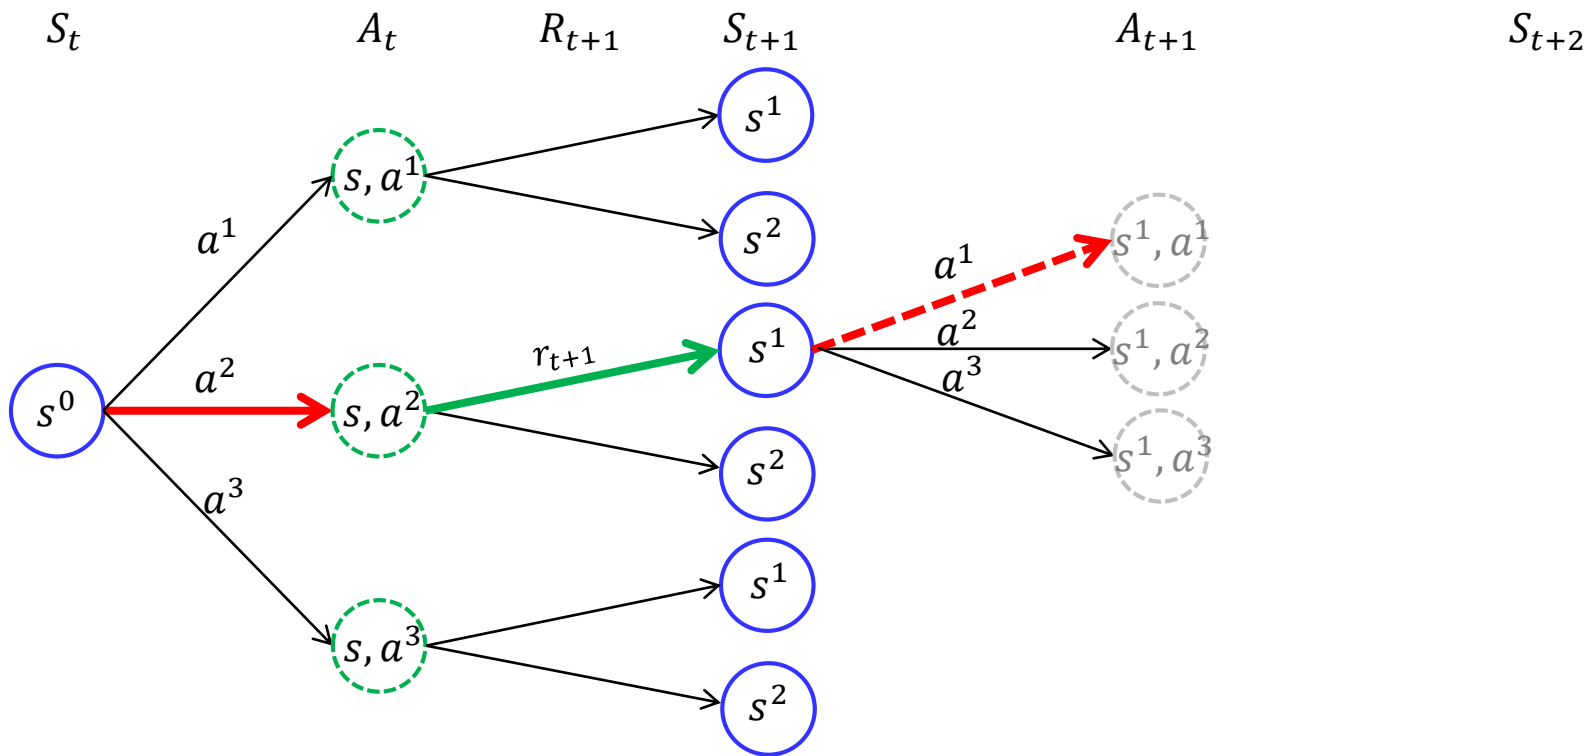 S_t A_t R_{t+1} S_{t+1} A_{t+1} S_{t+2}
s^1
s, a^1
a^1
s^2
s^1, a^1
a^1
a^2
s^1
s^1, a^2
r_{t+1}
a^2
a^3
s^0
s, a^2
s^1, a^3
s^2
a^3
s^1
s, a^3
s^2